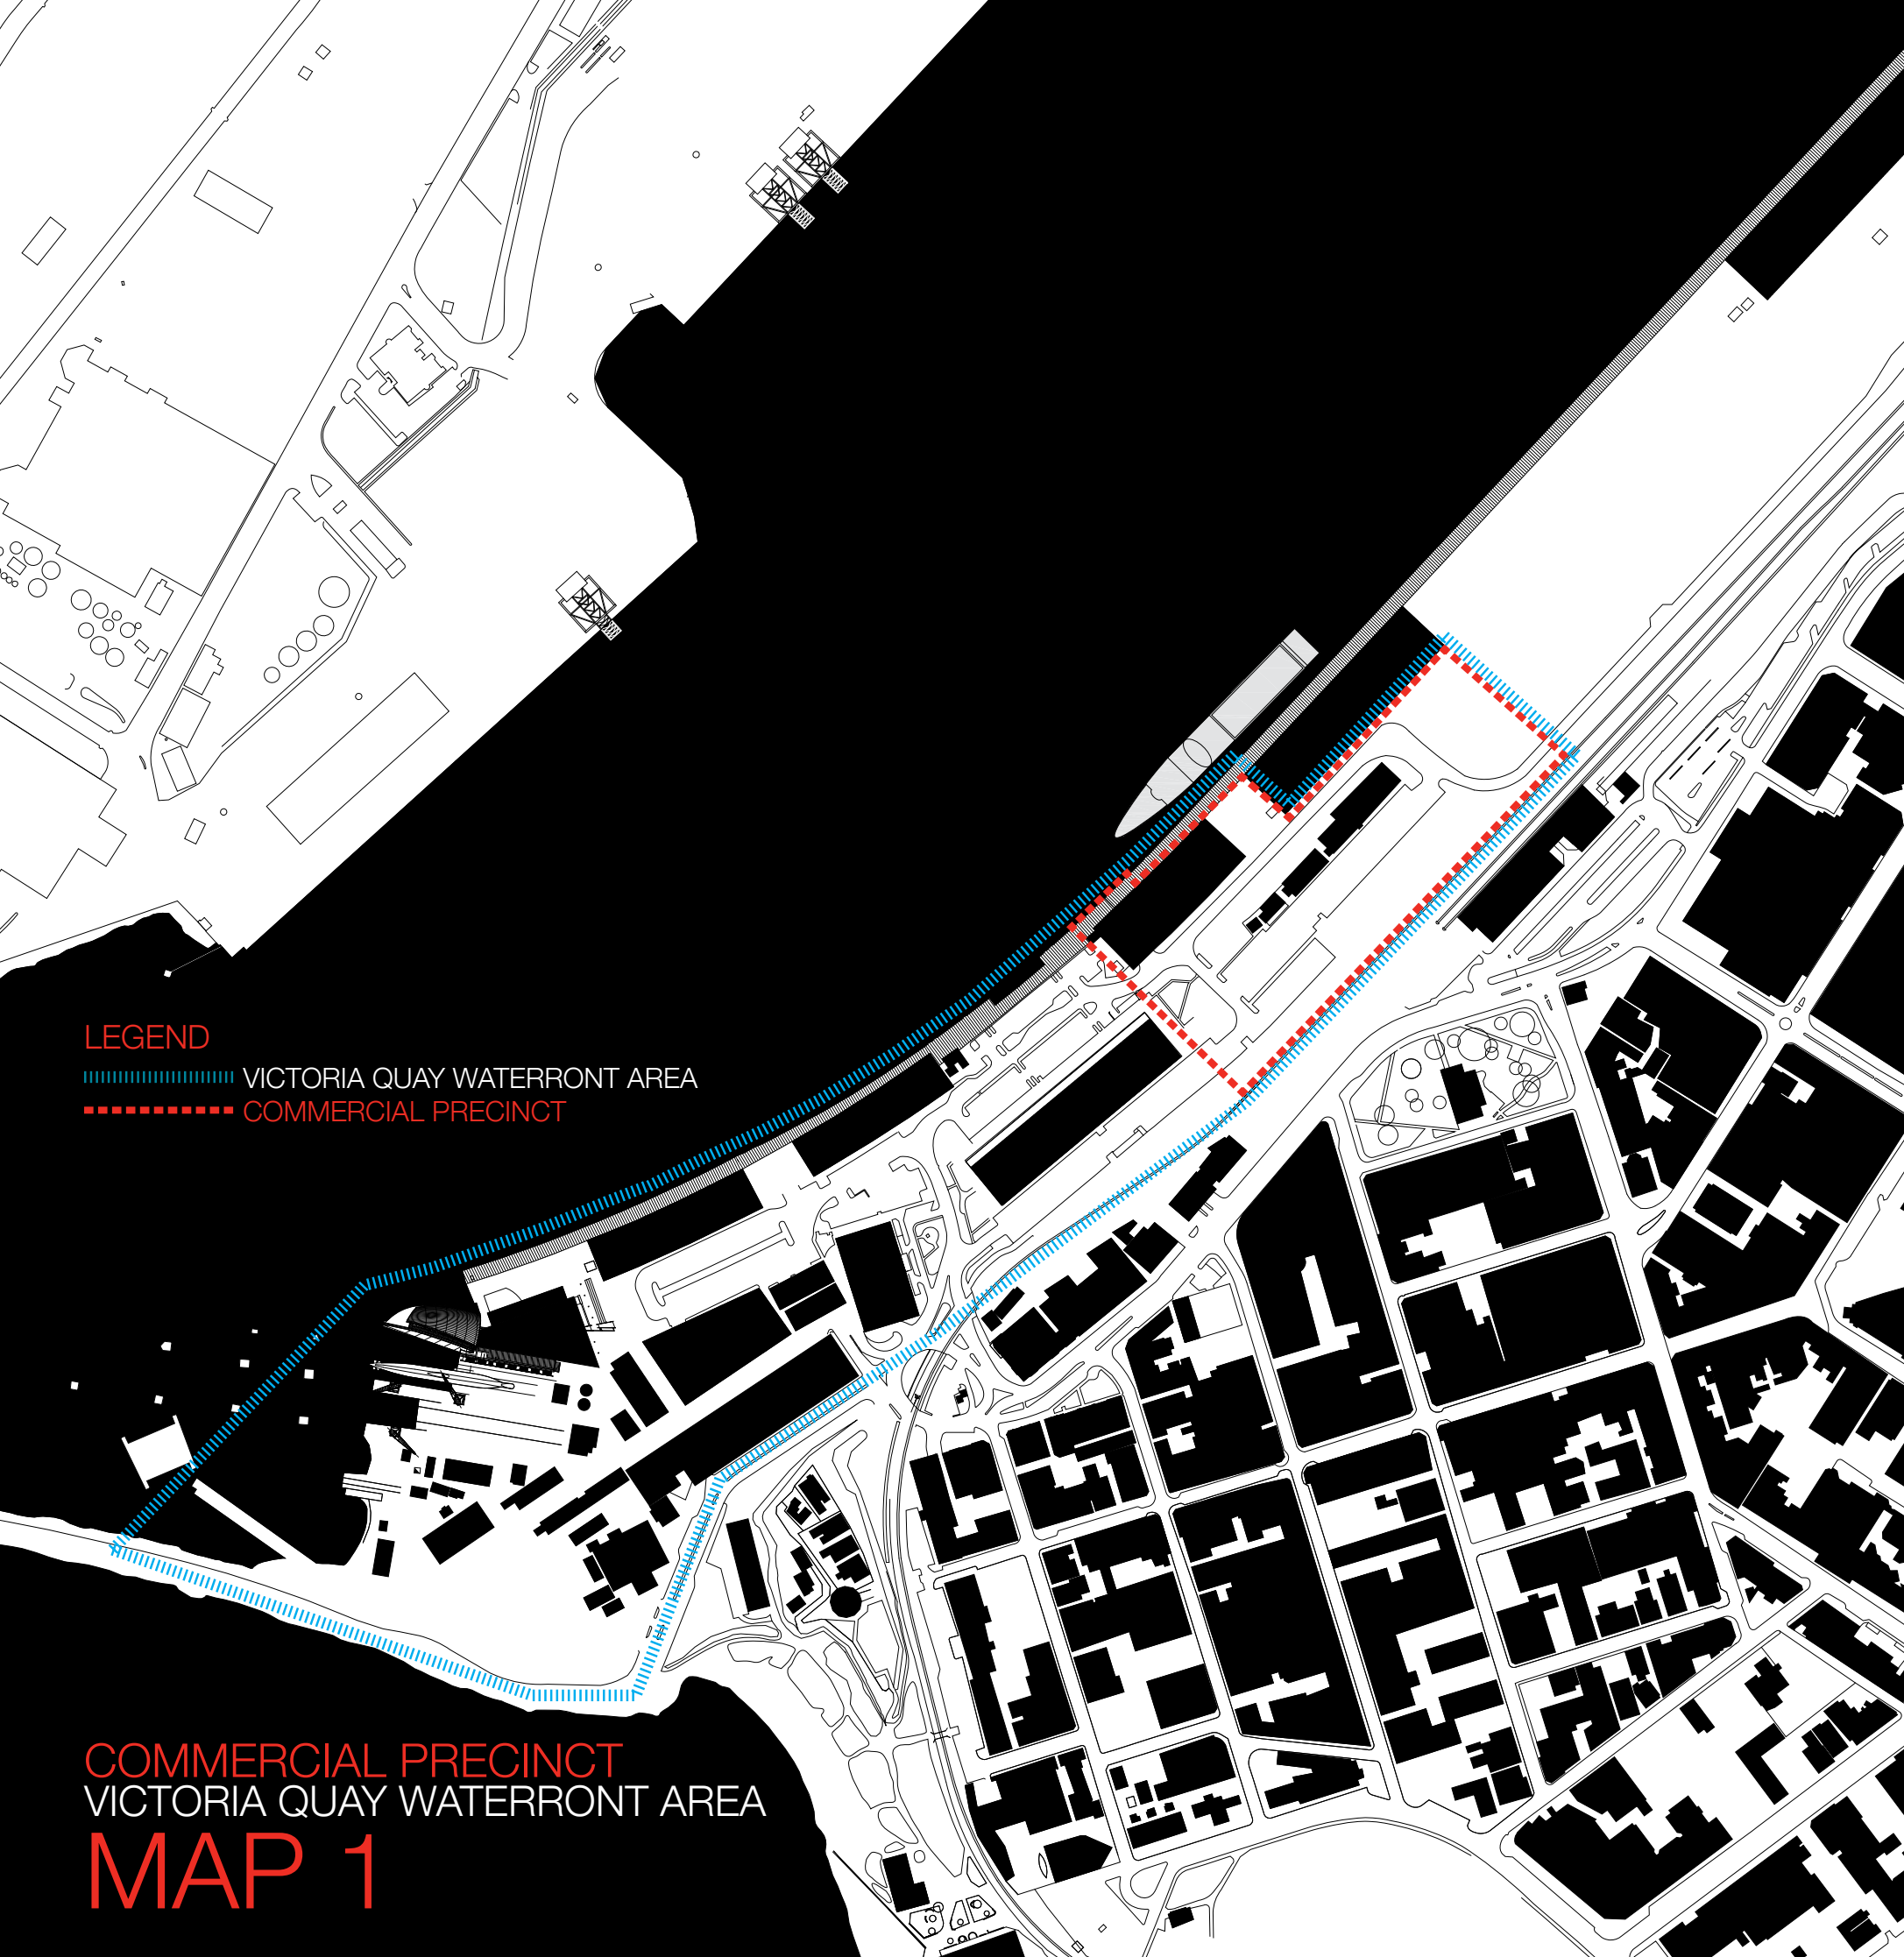 LEGEND
VICTORIA QUAY WATERRONT AREA
COMMERCIAL PRECINCT
COMMERCIAL PRECINCT
VICTORIA QUAY WATERRONT AREA
MAP 1